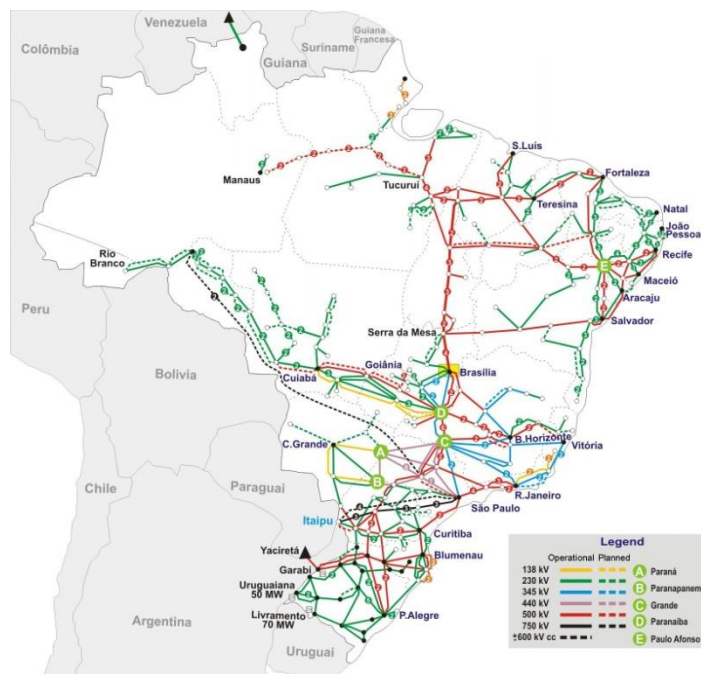 Venezuela
Colômbia
Guiana
Suriname
Guiana
Francesa
Manaus
Tucuruí
S.Luis
Fortaleza
Teresina
Natal
João
Pessoa
Recife
Maceió
Aracaju
Salvador
E
Rio
Branco
Peru
Bolivia
Serra da Mesa
Cuiabá
Goiânia
Brasília
D
C.Grande
A
B
C
B.Horizonte
Vitória
R.Janeiro
São Paulo
Paraguai
Chile
Itaipu
Curitiba
Yaciretá
Blumenau
Garabi
Uruguaiana
50 MW
Livramento
70 MW
P.Alegre
Argentina
Uruguai
Legend
Operational Planned
138 kV A Paraná
230 kV B Paranapanem
345 kV
440 kV C Grande
500 kV D Paranaíba
750 kV
±600 kV cc E Paulo Afonso